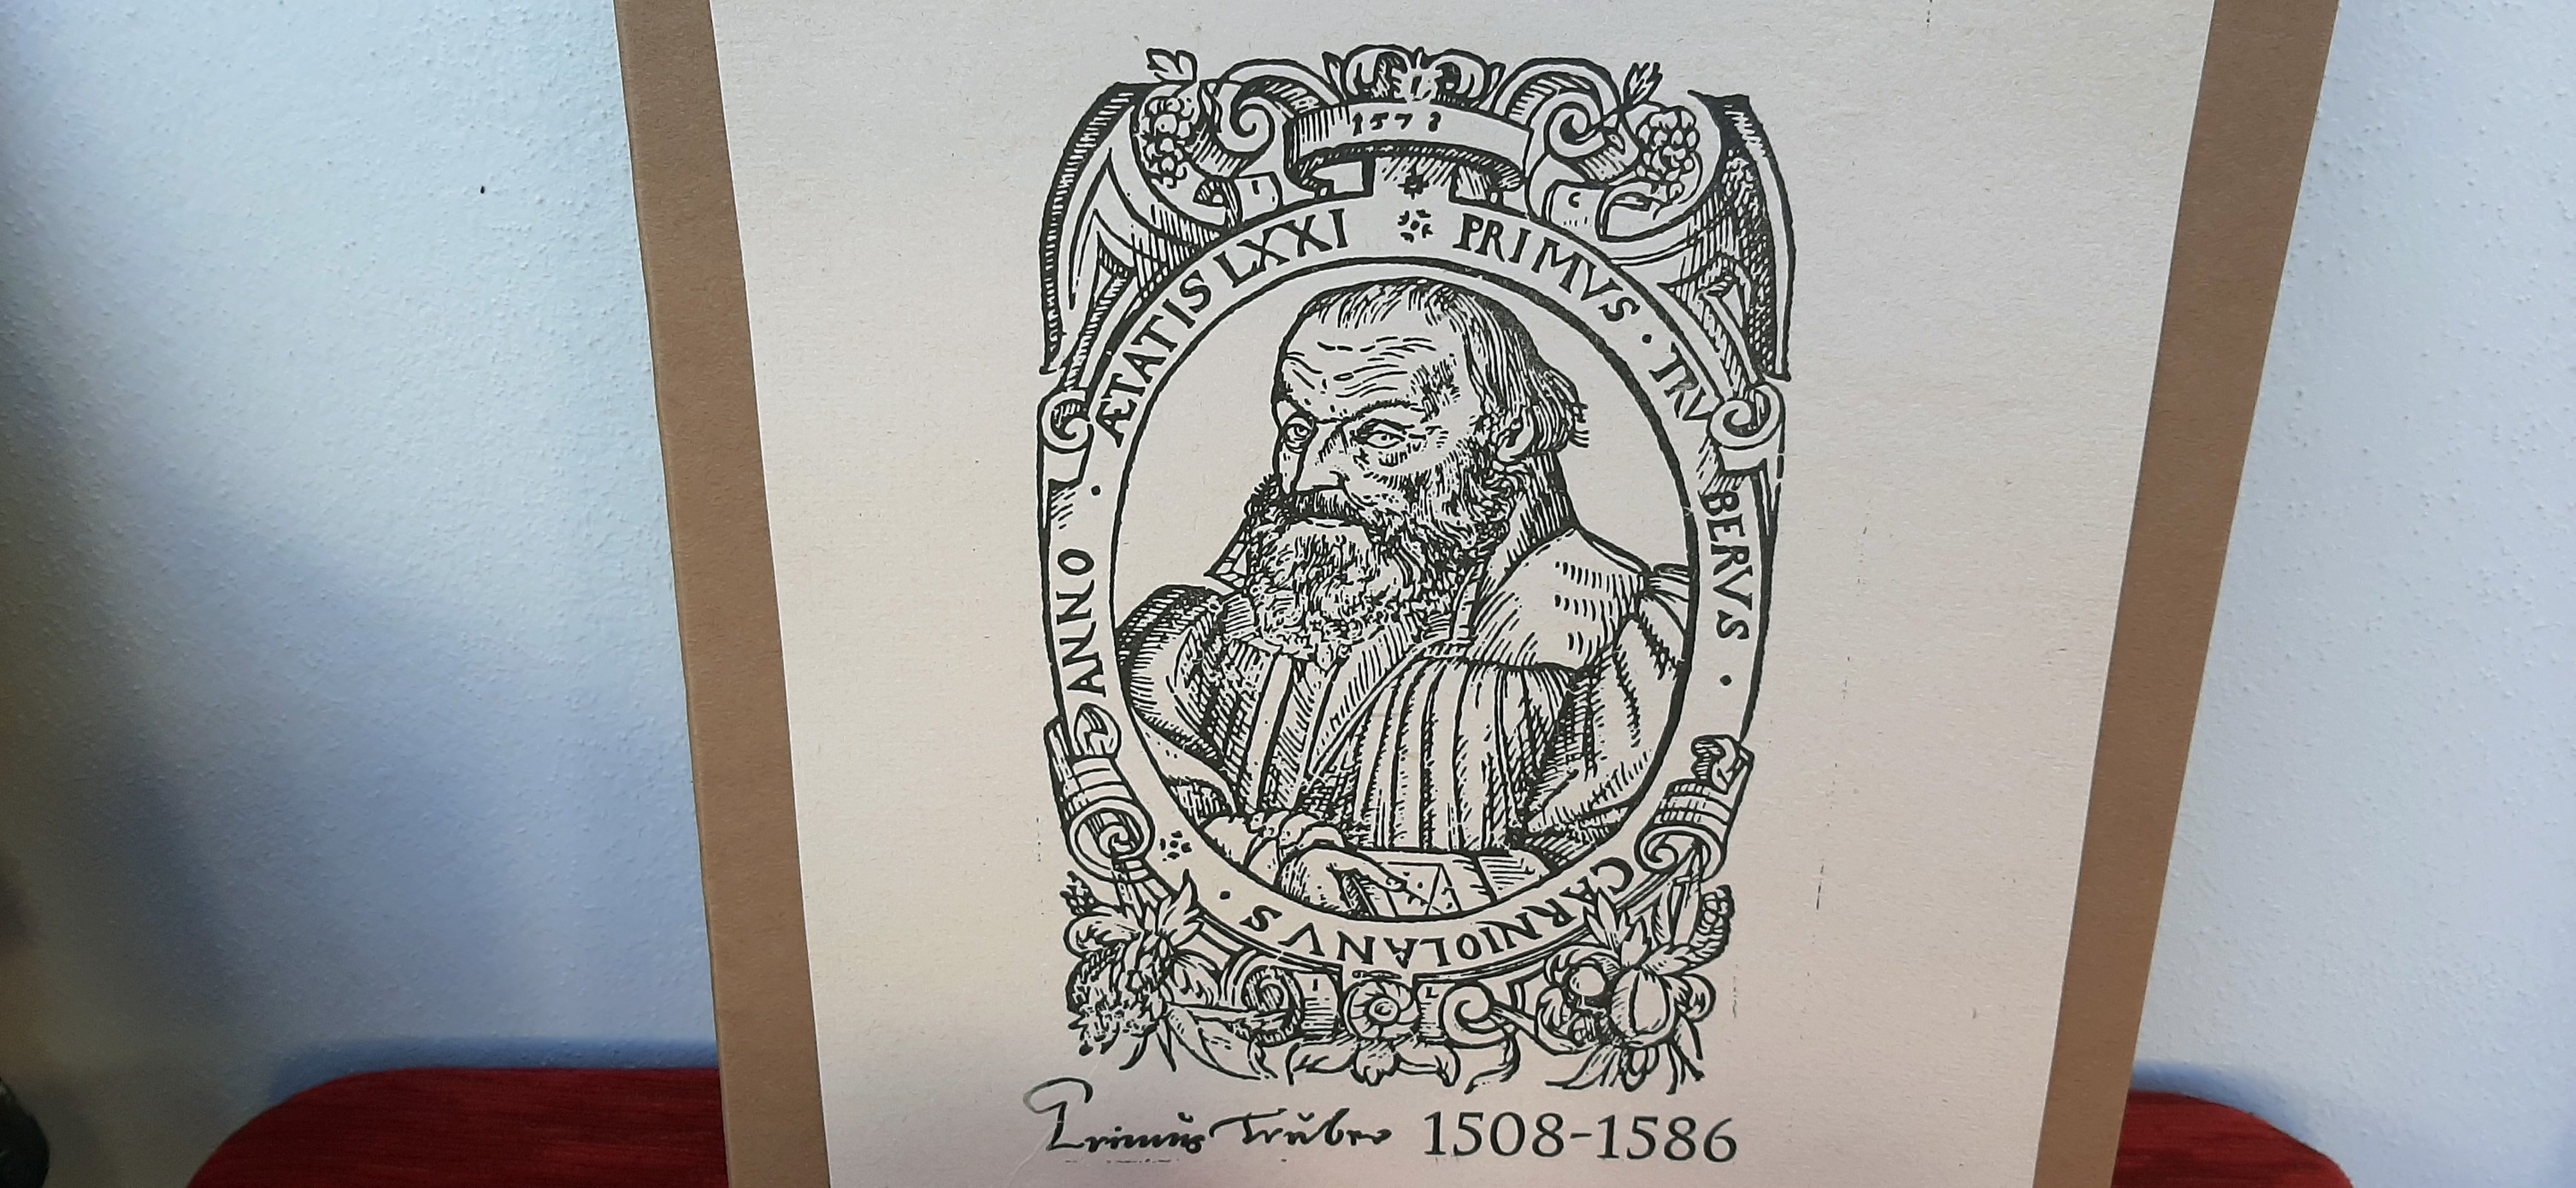 1578
ANNO · ÆTATIS LXXI
PRIMVS · TRVBERVS ·
CARNIOLANVS ·
I
C
I
L
Primus Truber 1508-1586